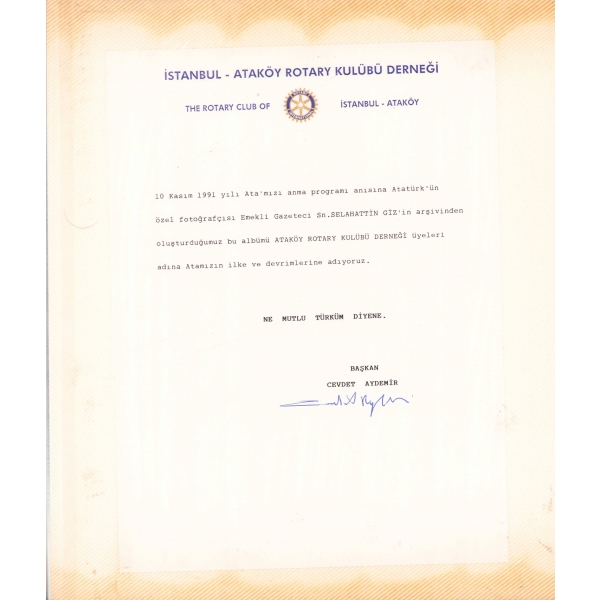 İSTANBUL - ATAKÖY ROTARY KULÜBÜ DERNEĞİ
THE ROTARY CLUB OF İSTANBUL - ATAKÖY
10 Kasım 1991 yılı Ata'mızı anma programı anısına Atatürk'ün
özel fotoğrafçısı Emekli Gazeteci Sn.SELAHATTİN GİZ'in arşivinden
oluşturduğumuz bu albümü ATAKÖY ROTARY KULÜBÜ DERNEĞİ üyeleri
adına Atamızın ilke ve devrimlerine adıyoruz.
NE MUTLU TÜRKÜM DİYENE.
BAŞKAN
CEVDET AYDEMİR